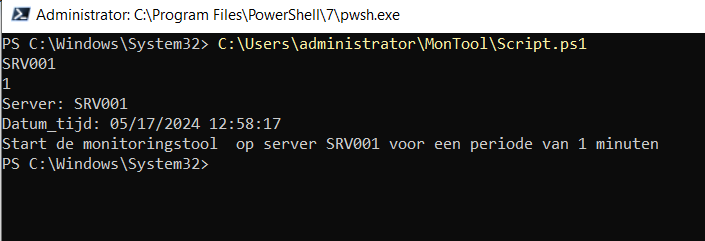 Administrator: C:\Program Files\PowerShell\7\pwsh.exe
PS C:\Windows\System32> C:\Users\administrator\MonTool\Script.ps1
SRV001
1
Server: SRV001
Datum_tijd: 05/17/2024 12:58:17
Start de monitoringstool  op server SRV001 voor een periode van 1 minuten
PS C:\Windows\System32>